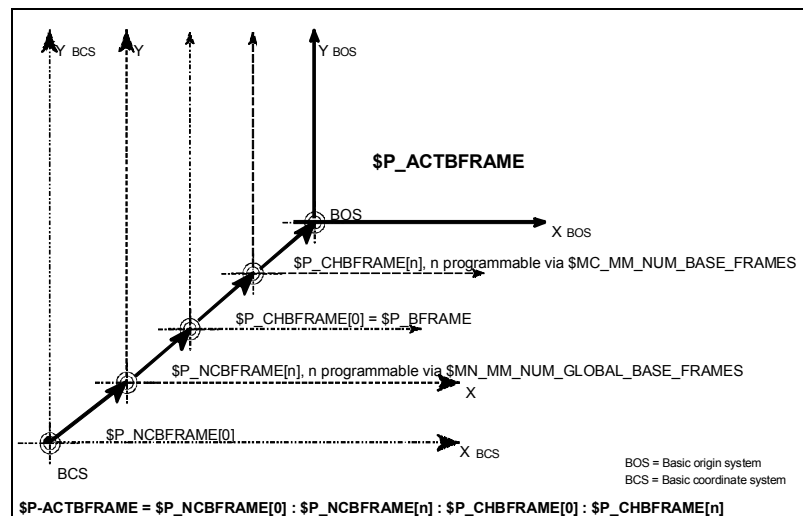 Y BCS
Y
Y BOS
$P_ACTBFRAME
BOS
X BOS
$P_CHBFRAME[n], n programmable via $MC_MM_NUM_BASE_FRAMES
$P_CHBFRAME[0] = $P_BFRAME
$P_NCBFRAME[n], n programmable via $MN_MM_NUM_GLOBAL_BASE_FRAMES
X
$P_NCBFRAME[0]
X BCS
BCS
BOS = Basic origin system
BCS = Basic coordinate system
$P-ACTBFRAME = $P_NCBFRAME[0] : $P_NCBFRAME[n] : $P_CHBFRAME[0] : $P_CHBFRAME[n]